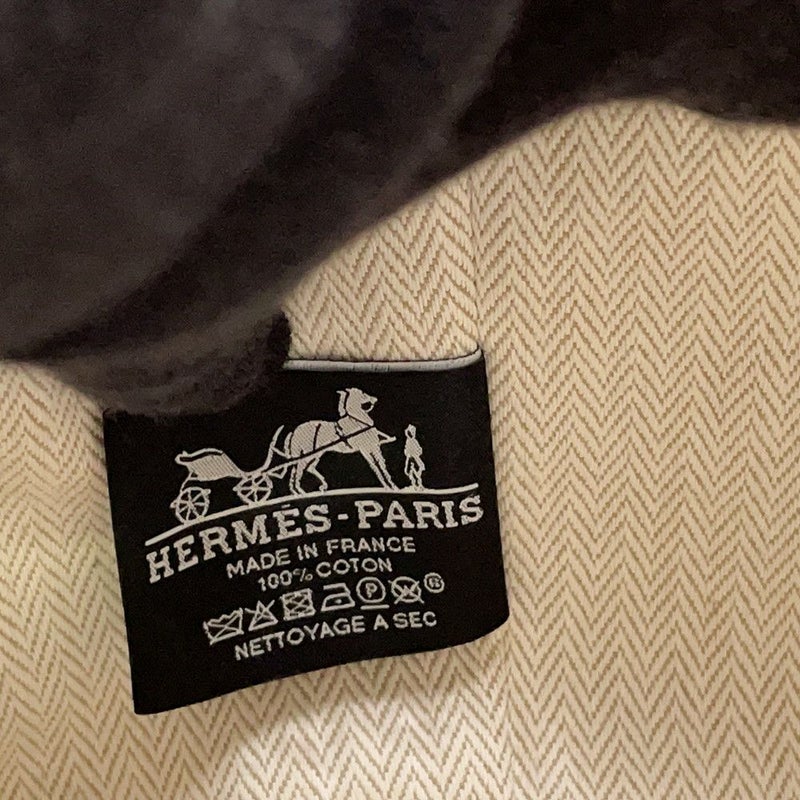 HERMÈS-PARIS
MADE IN FRANCE
100% COTON
P W
NETTOYAGE A SEC